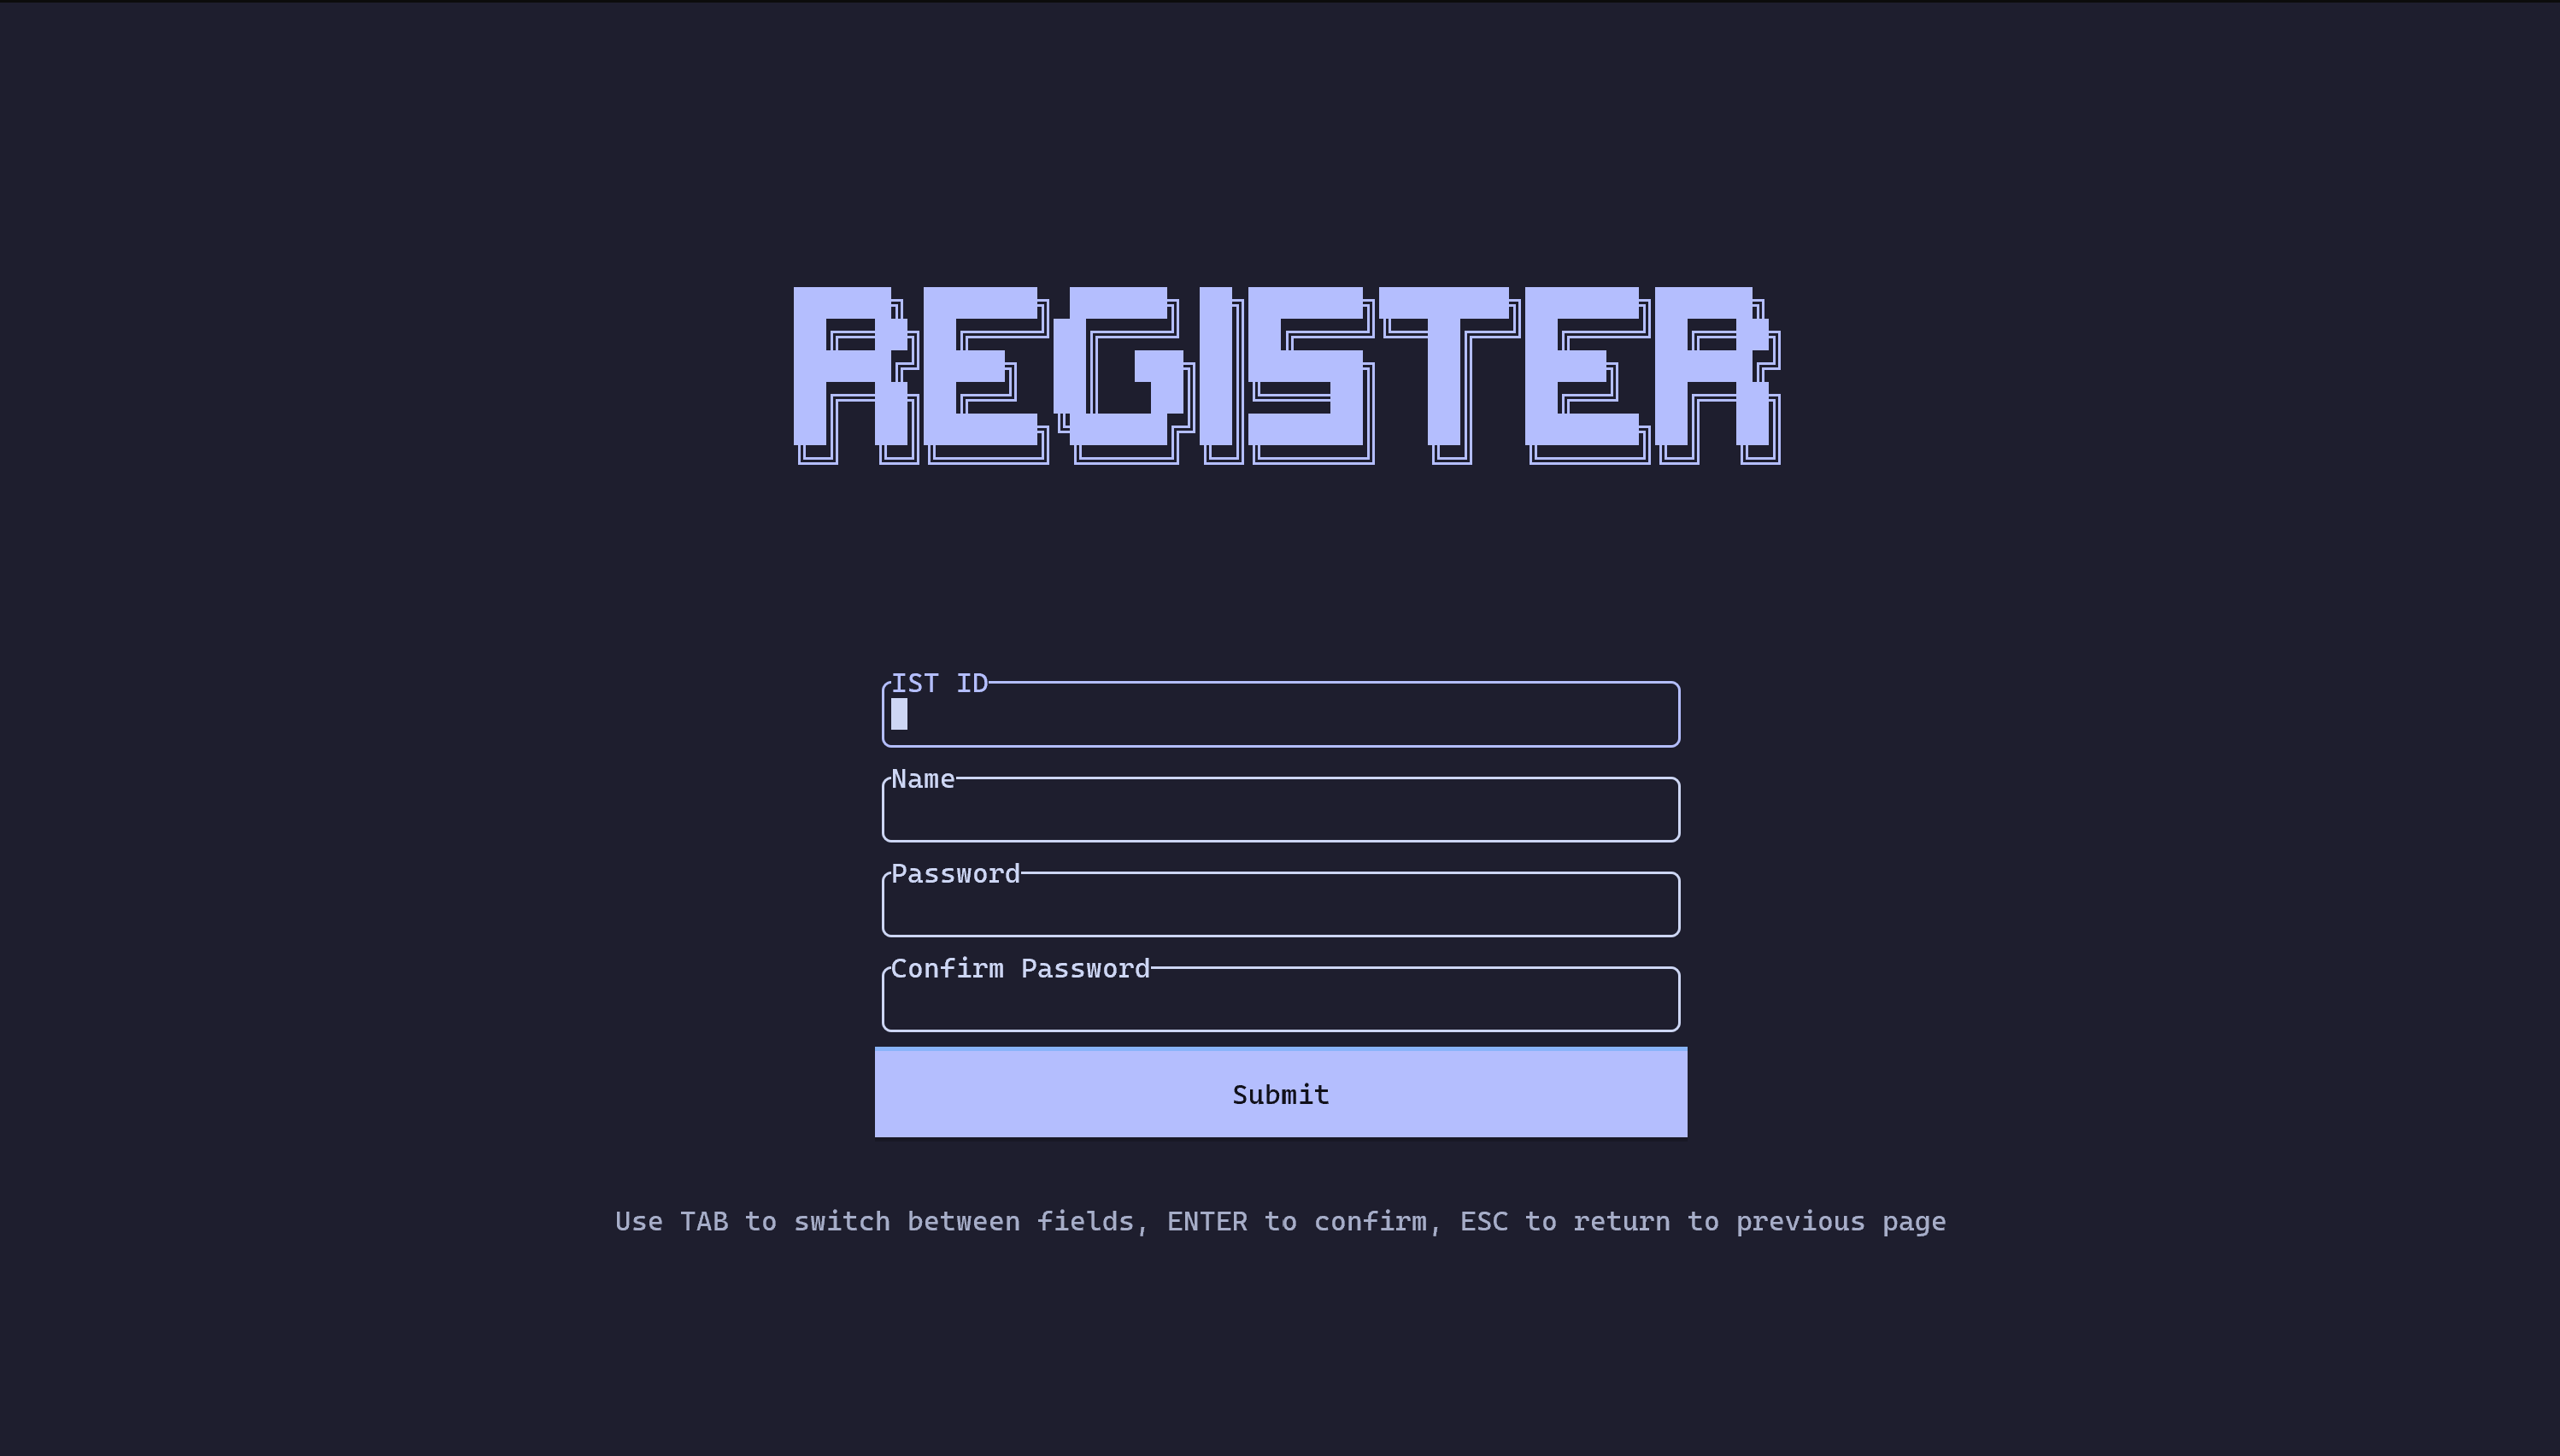 REGISTER
IST ID
Name
Password
Confirm Password
Submit
Use TAB to switch between fields, ENTER to confirm, ESC to return to previous page